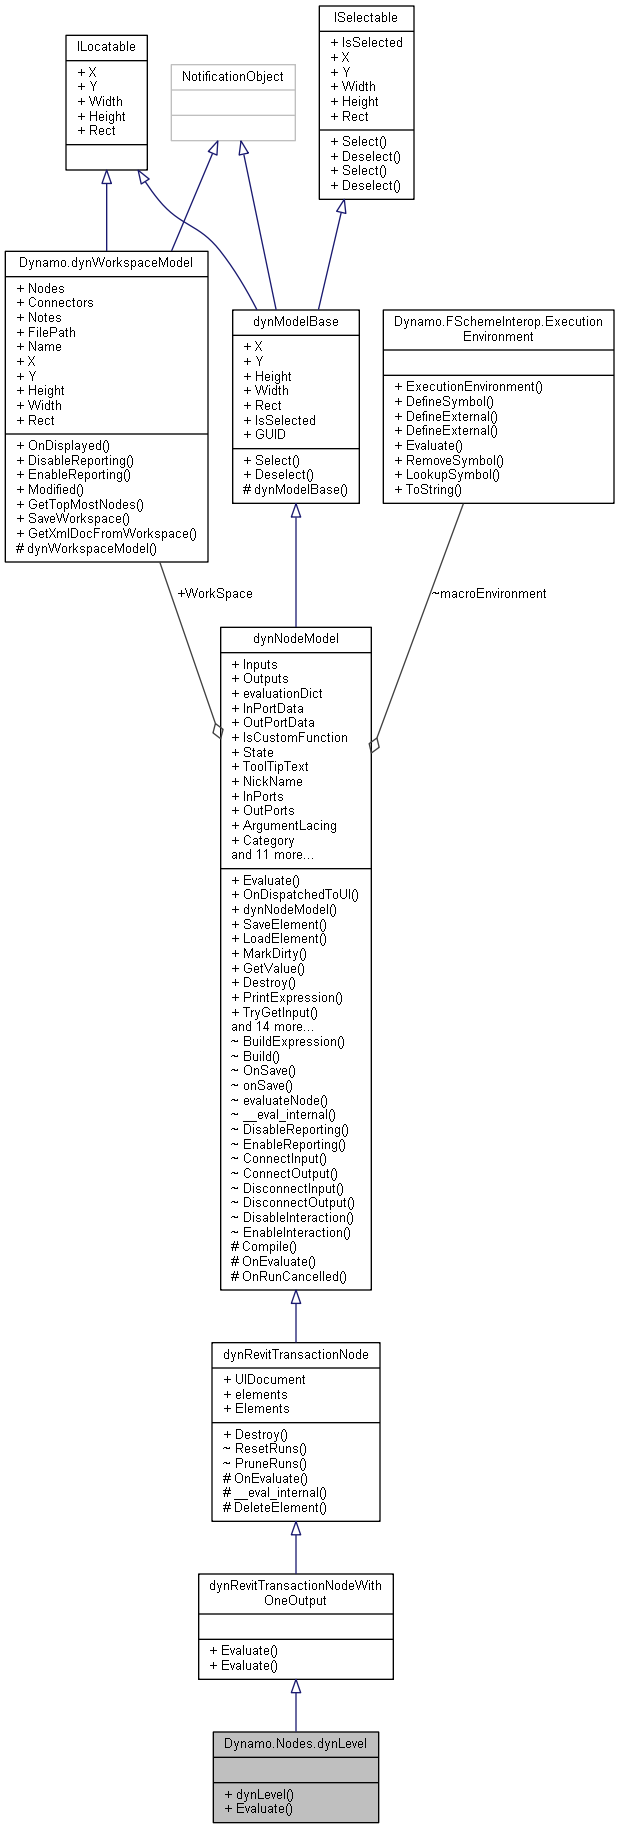 ISelectable
+ IsSelected
+ X
+ Y
+ Width
+ Height
+ Rect
+ Select()
+ Deselect()
+ Select()
+ Deselect()
ILocatable
+ X
+ Y
+ Width
+ Height
+ Rect
NotificationObject
Dynamo.dynWorkspaceModel
+ Nodes
+ Connectors
+ Notes
+ FilePath
+ Name
+ X
+ Y
+ Height
+ Width
+ Rect
+ OnDisplayed()
+ DisableReporting()
+ EnableReporting()
+ Modified()
+ GetTopMostNodes()
+ SaveWorkspace()
+ GetXmlDocFromWorkspace()
# dynWorkspaceModel()
dynModelBase
+ X
+ Y
+ Height
+ Width
+ Rect
+ IsSelected
+ GUID
+ Select()
+ Deselect()
# dynModelBase()
Dynamo.FSchemeInterop.Execution
Environment
+ ExecutionEnvironment()
+ DefineSymbol()
+ DefineExternal()
+ DefineExternal()
+ Evaluate()
+ RemoveSymbol()
+ LookupSymbol()
+ ToString()
+WorkSpace
~macroEnvironment
dynNodeModel
+ Inputs
+ Outputs
+ evaluationDict
+ InPortData
+ OutPortData
+ IsCustomFunction
+ State
+ ToolTipText
+ NickName
+ InPorts
+ OutPorts
+ ArgumentLacing
+ Category
and 11 more...
+ Evaluate()
+ OnDispatchedToUI()
+ dynNodeModel()
+ SaveElement()
+ LoadElement()
+ MarkDirty()
+ GetValue()
+ Destroy()
+ PrintExpression()
+ TryGetInput()
and 14 more...
~ BuildExpression()
~ Build()
~ OnSave()
~ onSave()
~ evaluateNode()
~ __eval_internal()
~ DisableReporting()
~ EnableReporting()
~ ConnectInput()
~ ConnectOutput()
~ DisconnectInput()
~ DisconnectOutput()
~ DisableInteraction()
~ EnableInteraction()
# Compile()
# OnEvaluate()
# OnRunCancelled()
dynRevitTransactionNode
+ UIDocument
+ elements
+ Elements
+ Destroy()
~ ResetRuns()
~ PruneRuns()
# OnEvaluate()
# __eval_internal()
# DeleteElement()
dynRevitTransactionNodeWith
OneOutput
+ Evaluate()
+ Evaluate()
Dynamo.Nodes.dynLevel
+ dynLevel()
+ Evaluate()